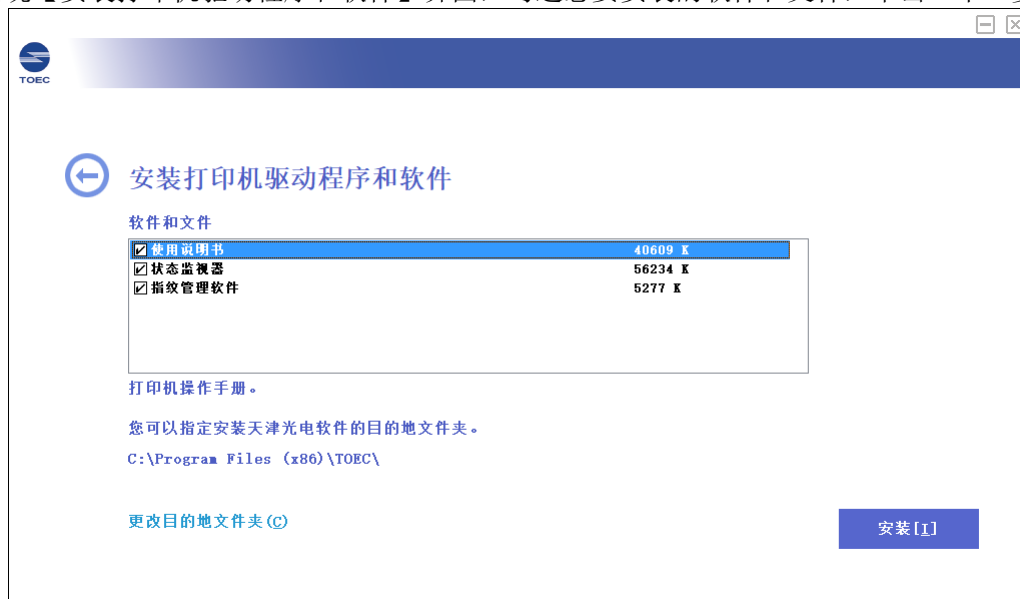 TOEC
安装打印机驱动程序和软件
软件和文件
使用说明书 40609 K
状态监视器 56234 K
指纹管理软件 5277 K
打印机操作手册。
您可以指定安装天津光电软件的目的地文件夹。
C:\Program Files (x86)\TOEC\
更改目的地文件夹(C)
安装[I]